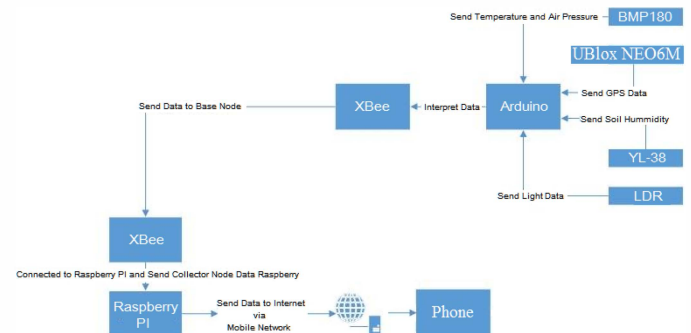 Send Temperature and Air Pressure
BMP180
UBlox NEO6M
Send GPS Data
XBee
Interpret Data
Arduino
Send Data to Base Node
Send Soil Hummidity
YL-38
Send Light Data
LDR
XBee
Connected to Raspberry PI and Send Collector Node Data Raspberry
Raspberry
PI
Send Data to Internet
via
Mobile Network
Phone